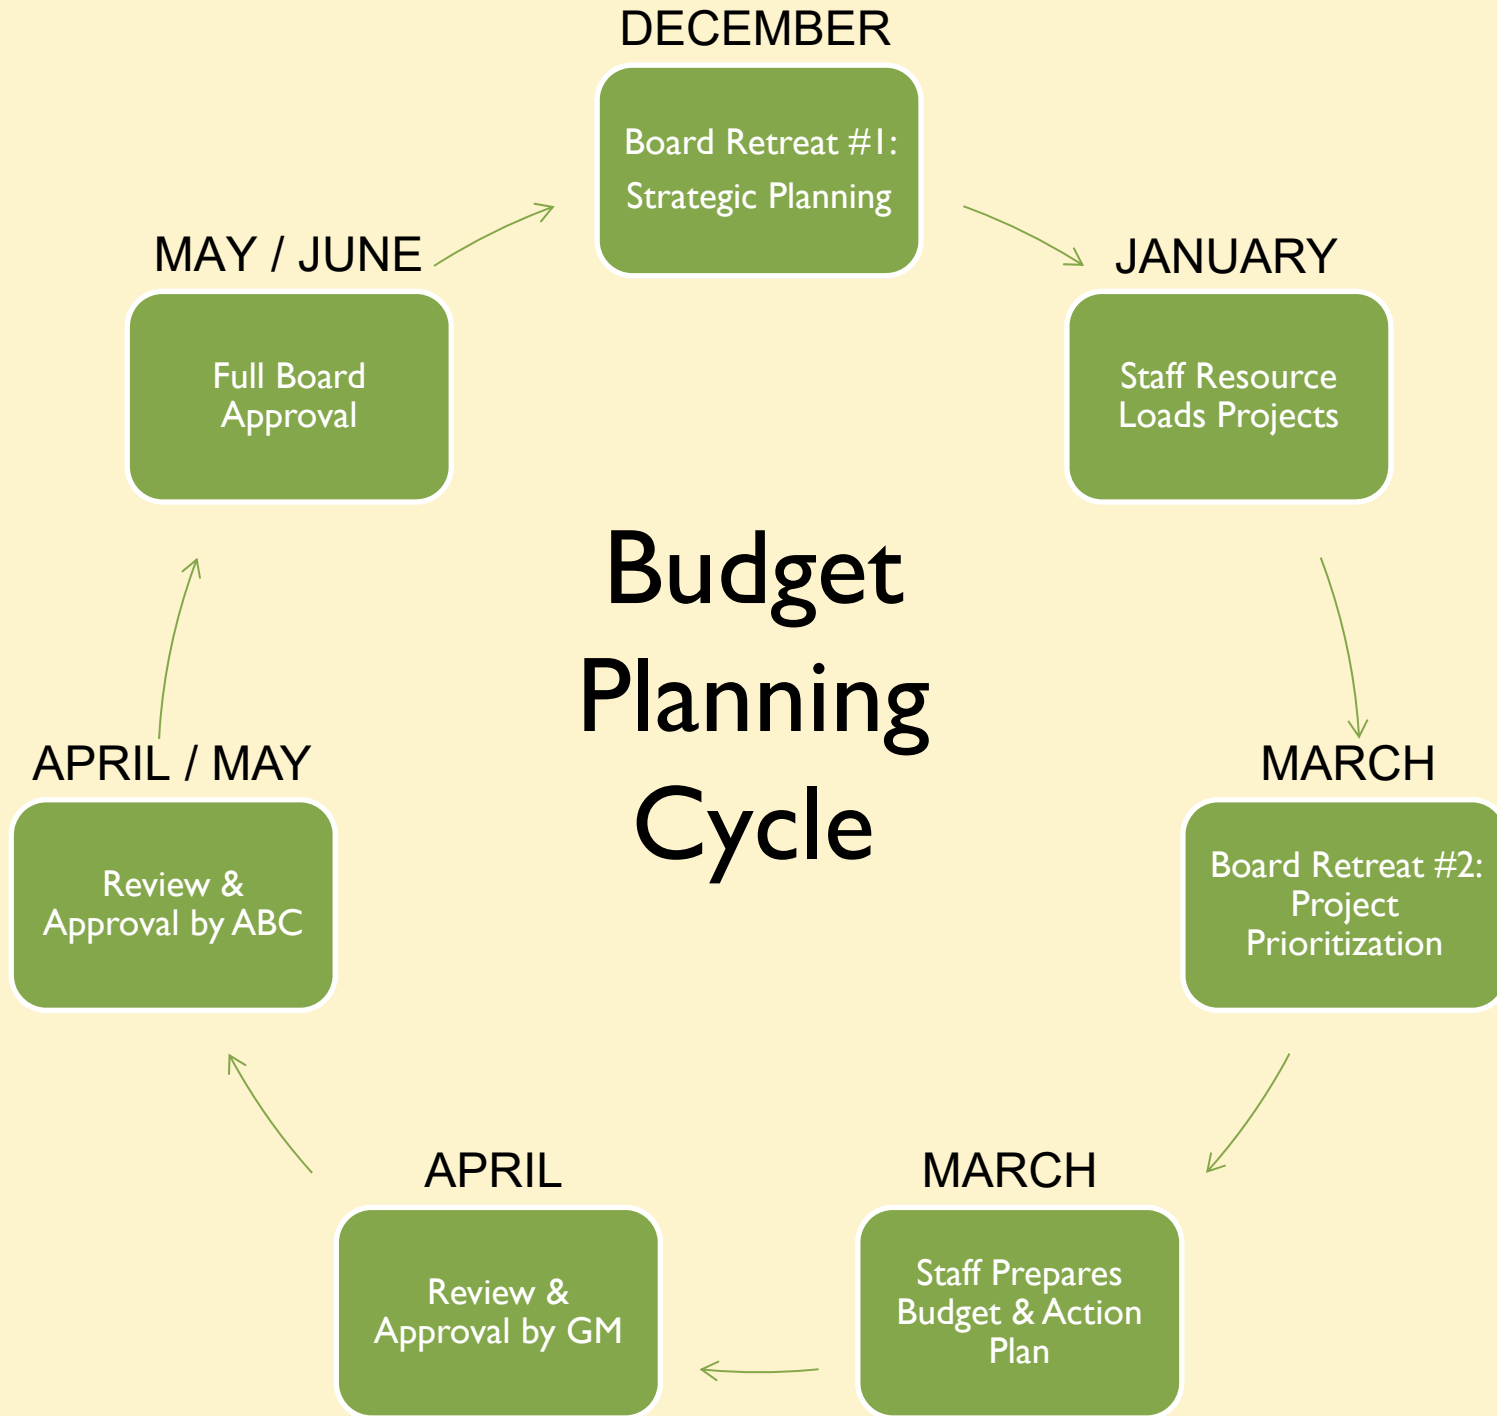 DECEMBER
Board Retreat #1:
Strategic Planning
JANUARY
Staff Resource
Loads Projects
MARCH
Board Retreat #2:
Project
Prioritization
MARCH
Staff Prepares
Budget & Action
Plan
APRIL
Review &
Approval by GM
APRIL / MAY
Review &
Approval by ABC
MAY / JUNE
Full Board
Approval
Budget
Planning
Cycle